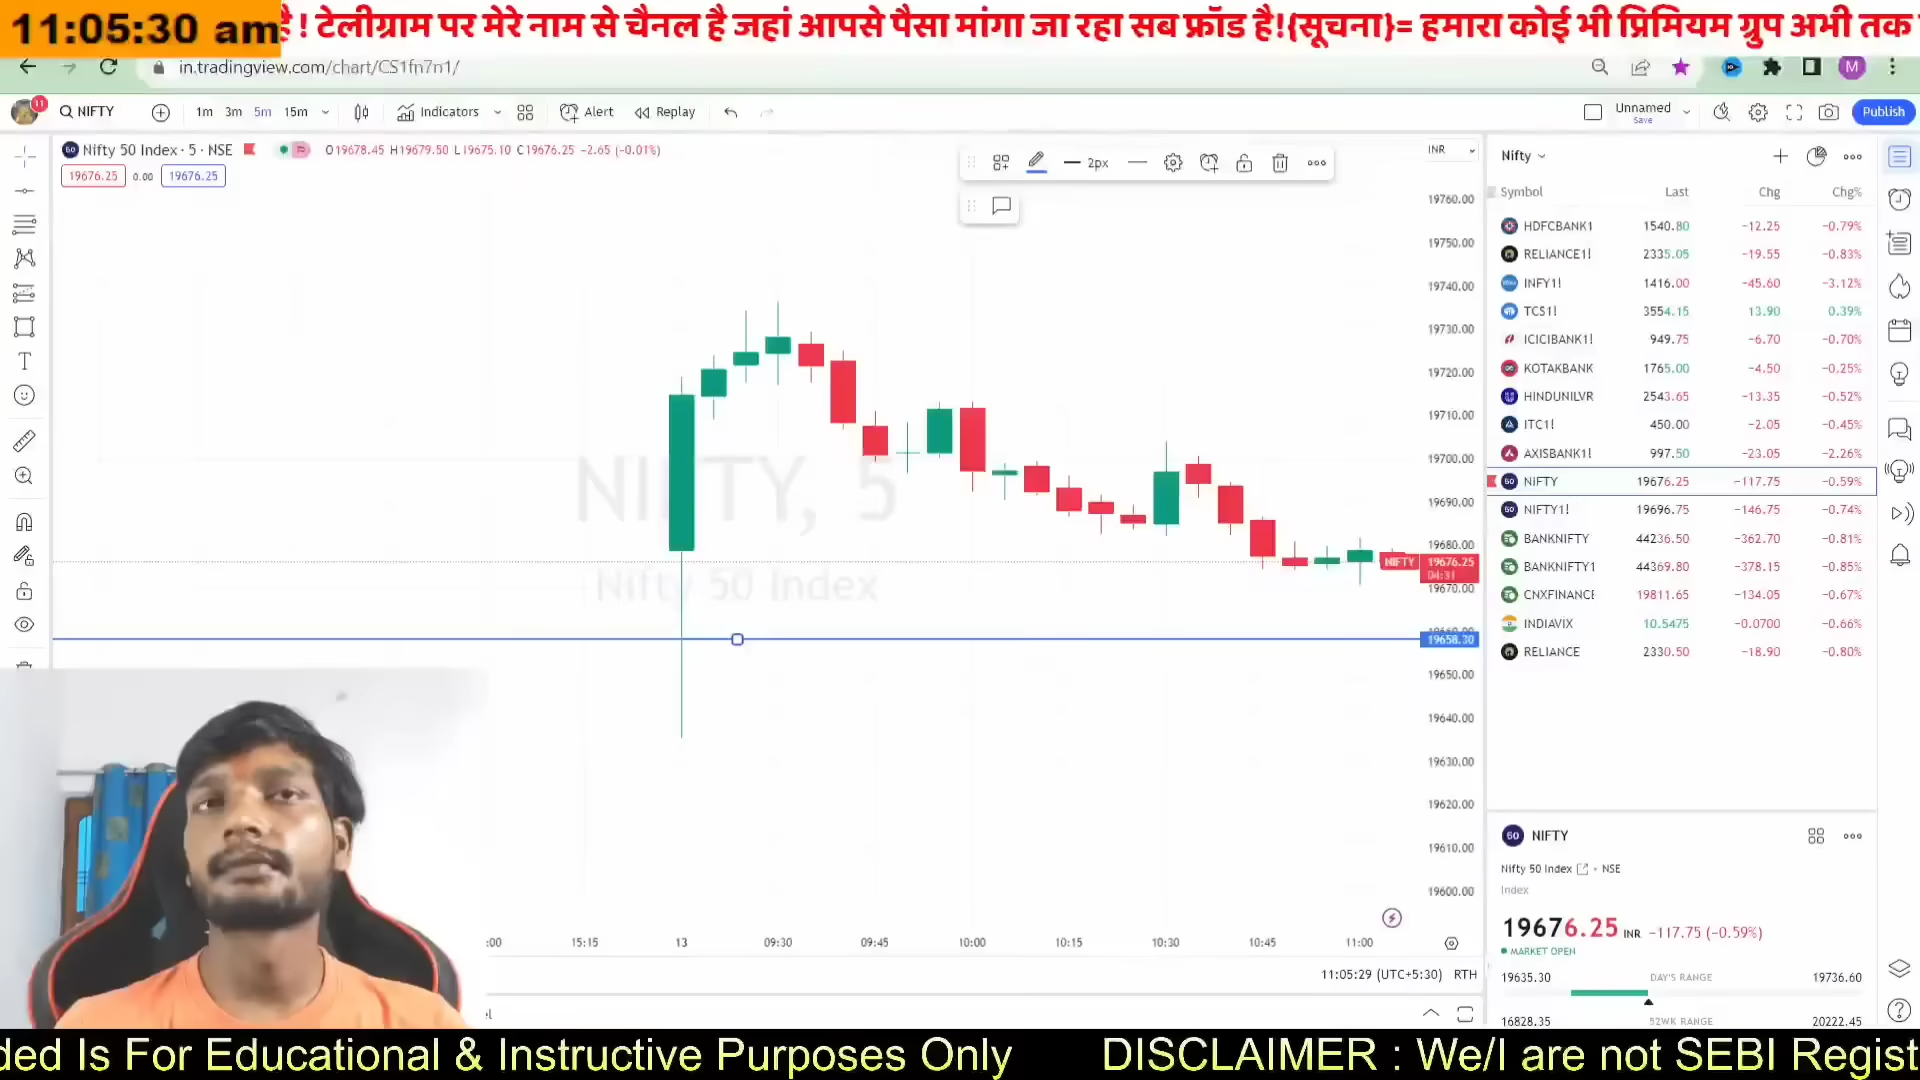 11:05:30 am है ! टेलीग्राम पर मेरे नाम से चैनल है जहां आपसे पैसा मांगा जा रहा सब फ्रॉड है!{सूचना}= हमारा कोई भी प्रिमियम ग्रुप अभी तक
in.tradingview.com/chart/CS1fn7n1/
M
11
NIFTY 1m 3m 5m 15m Indicators Alert Replay Unnamed Publish
Save
Nifty 50 Index · 5 · NSE O19678.45 H19679.50 L19675.10 C19676.25 −2.65 (−0.01%)
19676.25 0.00 19676.25
2px
INR
Nifty
Symbol Last Chg Chg%
HDFCBANK1 1540.80 −12.25 −0.79%
RELIANCE1! 2335.05 −19.55 −0.83%
INFY1! 1416.00 −45.60 −3.12%
TCS1! 3554.15 13.90 0.39%
ICICIBANK1! 949.75 −6.70 −0.70%
KOTAKBANK 1765.00 −4.50 −0.25%
HINDUNILVR 2543.65 −13.35 −0.52%
ITC1! 450.00 −2.05 −0.45%
AXISBANK1! 997.50 −23.05 −2.26%
NIFTY 19676.25 −117.75 −0.59%
NIFTY1! 19696.75 −146.75 −0.74%
BANKNIFTY 44236.50 −362.70 −0.81%
BANKNIFTY1 44369.80 −378.15 −0.85%
CNXFINANCE 19811.65 −134.05 −0.67%
INDIAVIX 10.5475 −0.0700 −0.66%
RELIANCE 2330.50 −18.90 −0.80%
19760.00
19750.00
19740.00
19730.00
19720.00
19710.00
19700.00
19690.00
19680.00
NIFTY 19676.25
04:31
19670.00
19658.30
19650.00
19640.00
19630.00
19620.00
19610.00
19600.00
NIFTY, 5
Nifty 50 Index
:00 15:15 13 09:30 09:45 10:00 10:15 10:30 10:45 11:00
11:05:29 (UTC+5:30) RTH
NIFTY
Nifty 50 Index · NSE
Index
19676.25 INR −117.75 (−0.59%)
MARKET OPEN
19635.30 DAY'S RANGE 19736.60
16828.35 52WK RANGE 20222.45
ded Is For Educational & Instructive Purposes Only DISCLAIMER : We/I are not SEBI Regist